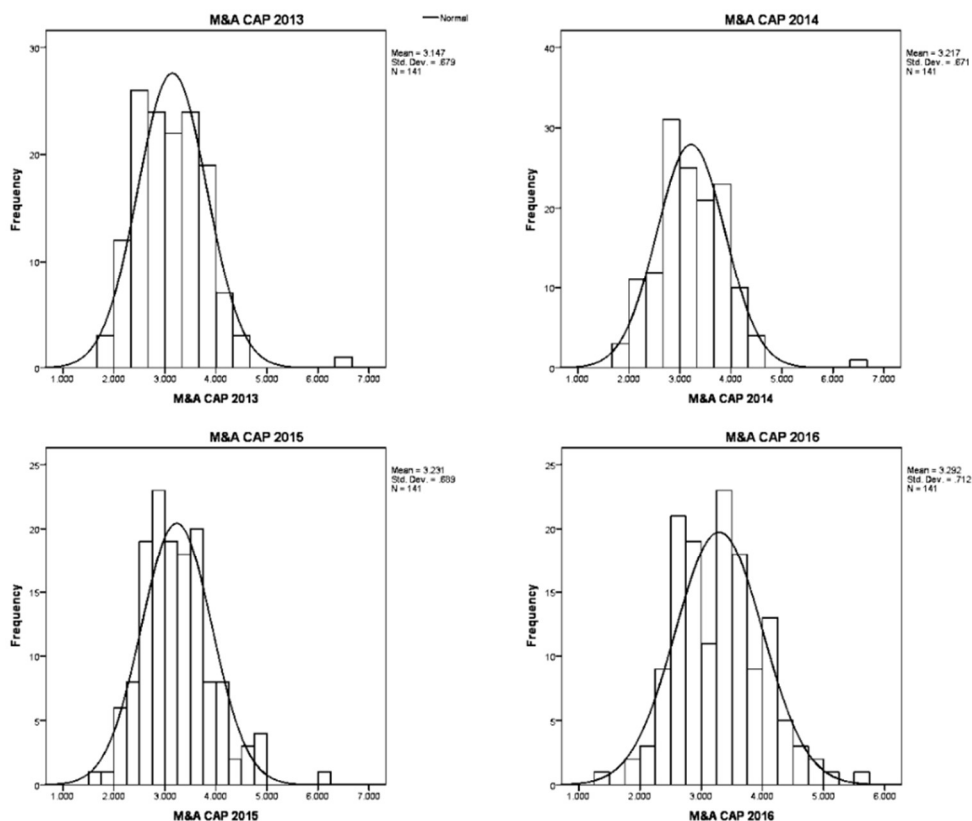 M&A CAP 2013
Normal
Mean = 3.147
Std. Dev. = .679
N = 141
30
20
10
0
Frequency
1.000 2.000 3.000 4.000 5.000 6.000 7.000
M&A CAP 2013
M&A CAP 2014
Mean = 3.217
Std. Dev. = .671
N = 141
40
30
20
10
0
Frequency
1.000 2.000 3.000 4.000 5.000 6.000 7.000
M&A CAP 2014
M&A CAP 2015
Mean = 3.231
Std. Dev. = .689
N = 141
25
20
15
10
5
0
Frequency
1.000 2.000 3.000 4.000 5.000 6.000 7.000
M&A CAP 2015
M&A CAP 2016
Mean = 3.292
Std. Dev. = .712
N = 141
25
20
15
10
5
0
Frequency
1.000 2.000 3.000 4.000 5.000 6.000
M&A CAP 2016